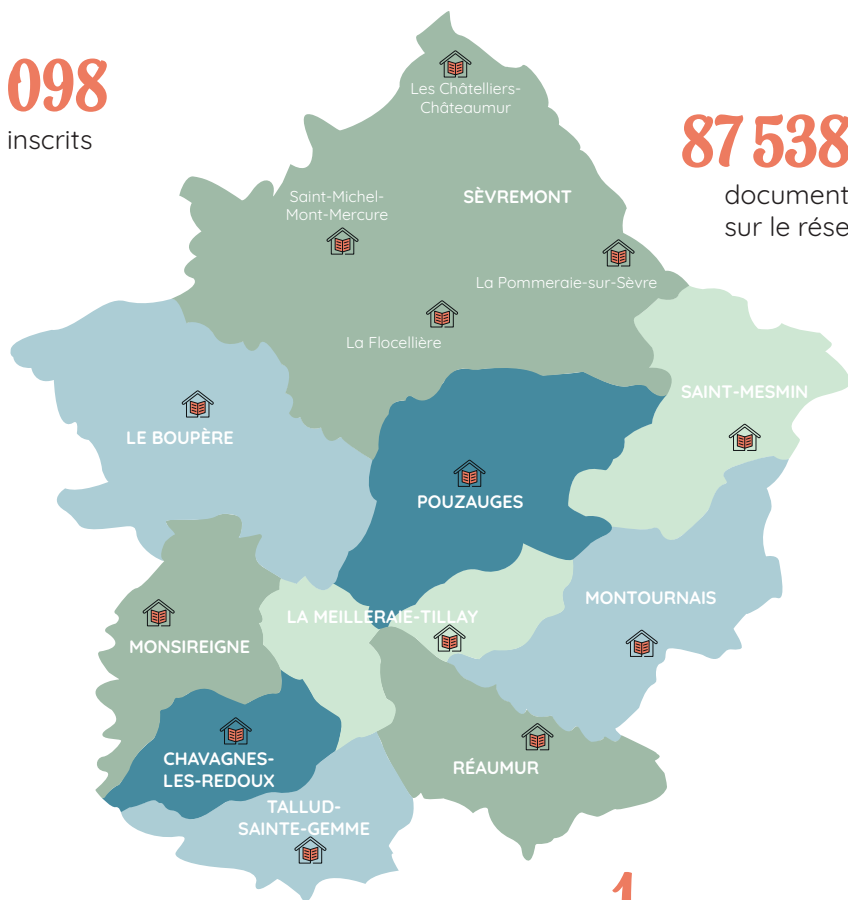 098
inscrits
87 538
document
sur le rése
Les Châtelliers-
Châteaumur
Saint-Michel-
Mont-Mercure
SÈVREMONT
La Pommeraie-sur-Sèvre
La Flocellière
SAINT-MESMIN
LE BOUPÈRE
POUZAUGES
MONTOURNAIS
LA MEILLERAIE-TILLAY
MONSIREIGNE
CHAVAGNES-
LES-REDOUX
RÉAUMUR
TALLUD-
SAINTE-GEMME
1